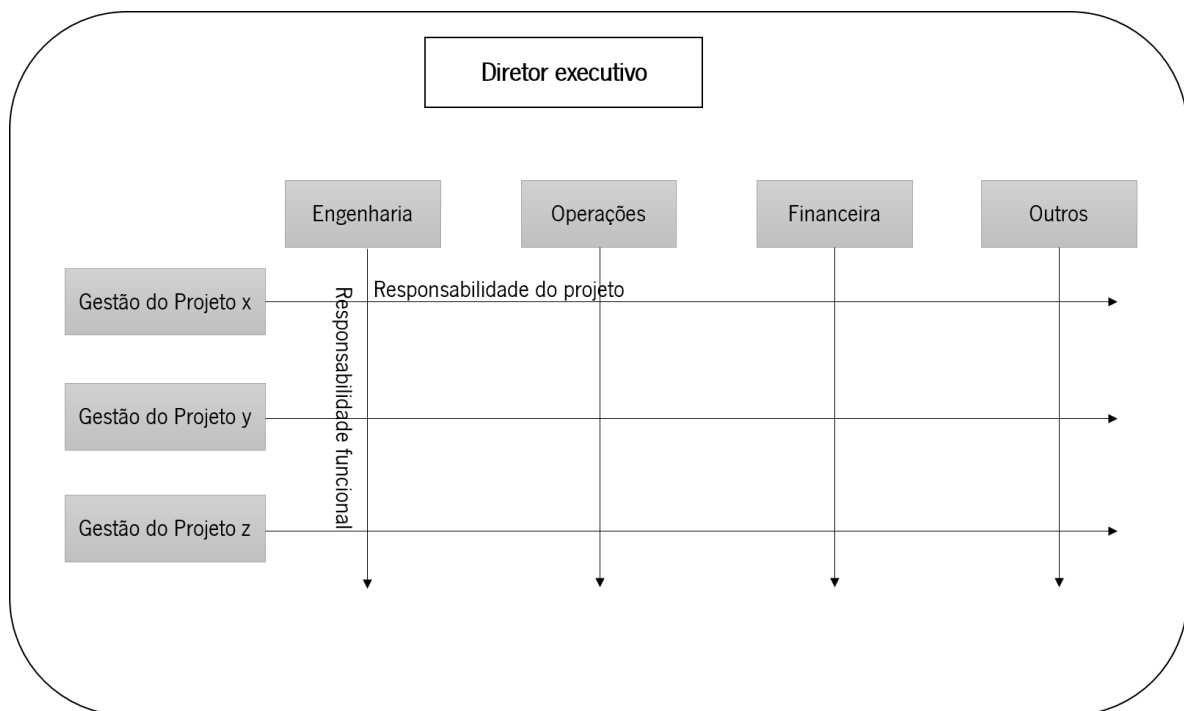 Diretor executivo
Engenharia
Operações
Financeira
Outros
Gestão do Projeto x
Responsabilidade do projeto
Responsabilidade funcional
Gestão do Projeto y
Gestão do Projeto z